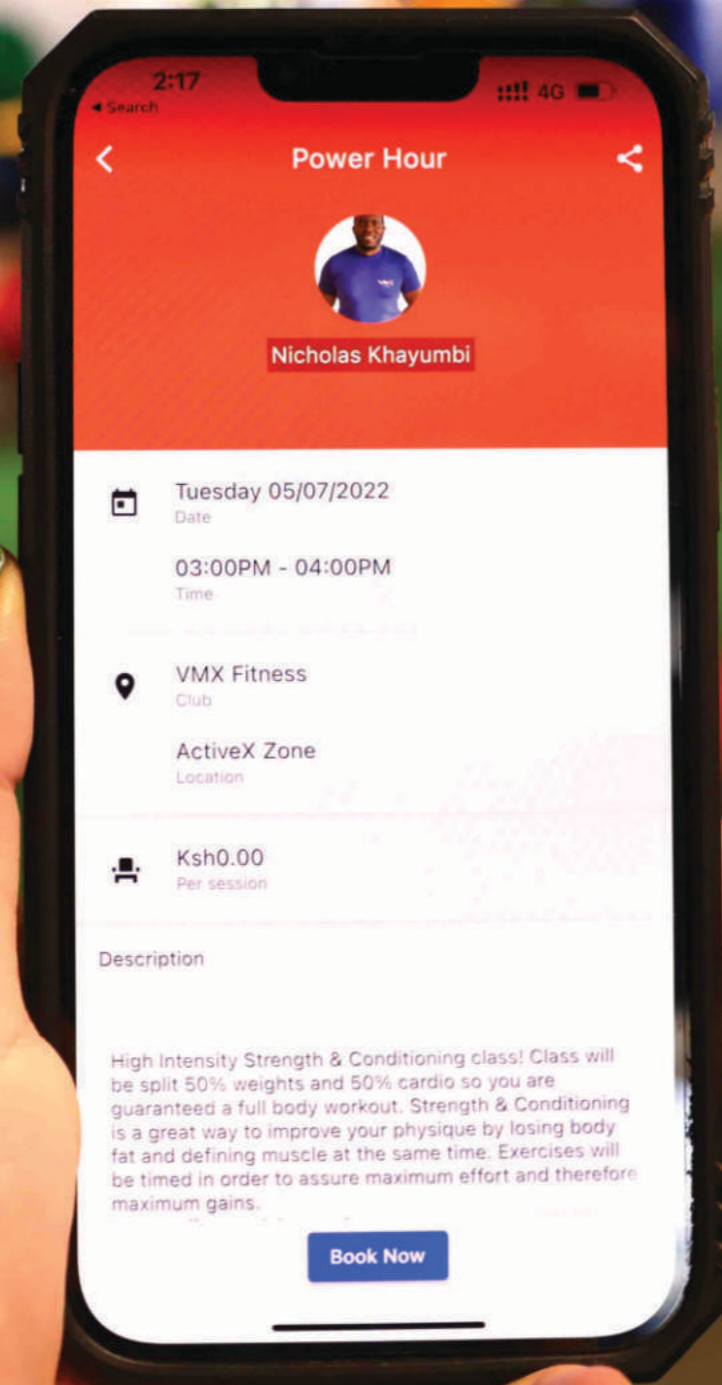 2:17
4G
Search
Power Hour
Nicholas Khayumbi
Tuesday 05/07/2022
Date
03:00PM - 04:00PM
Time
VMX Fitness
Club
ActiveX Zone
Location
Ksh0.00
Per session
Description
High Intensity Strength & Conditioning class! Class will
be split 50% weights and 50% cardio so you are
guaranteed a full body workout. Strength & Conditioning
is a great way to improve your physique by losing body
fat and defining muscle at the same time. Exercises will
be timed in order to assure maximum effort and therefore
maximum gains.
Book Now